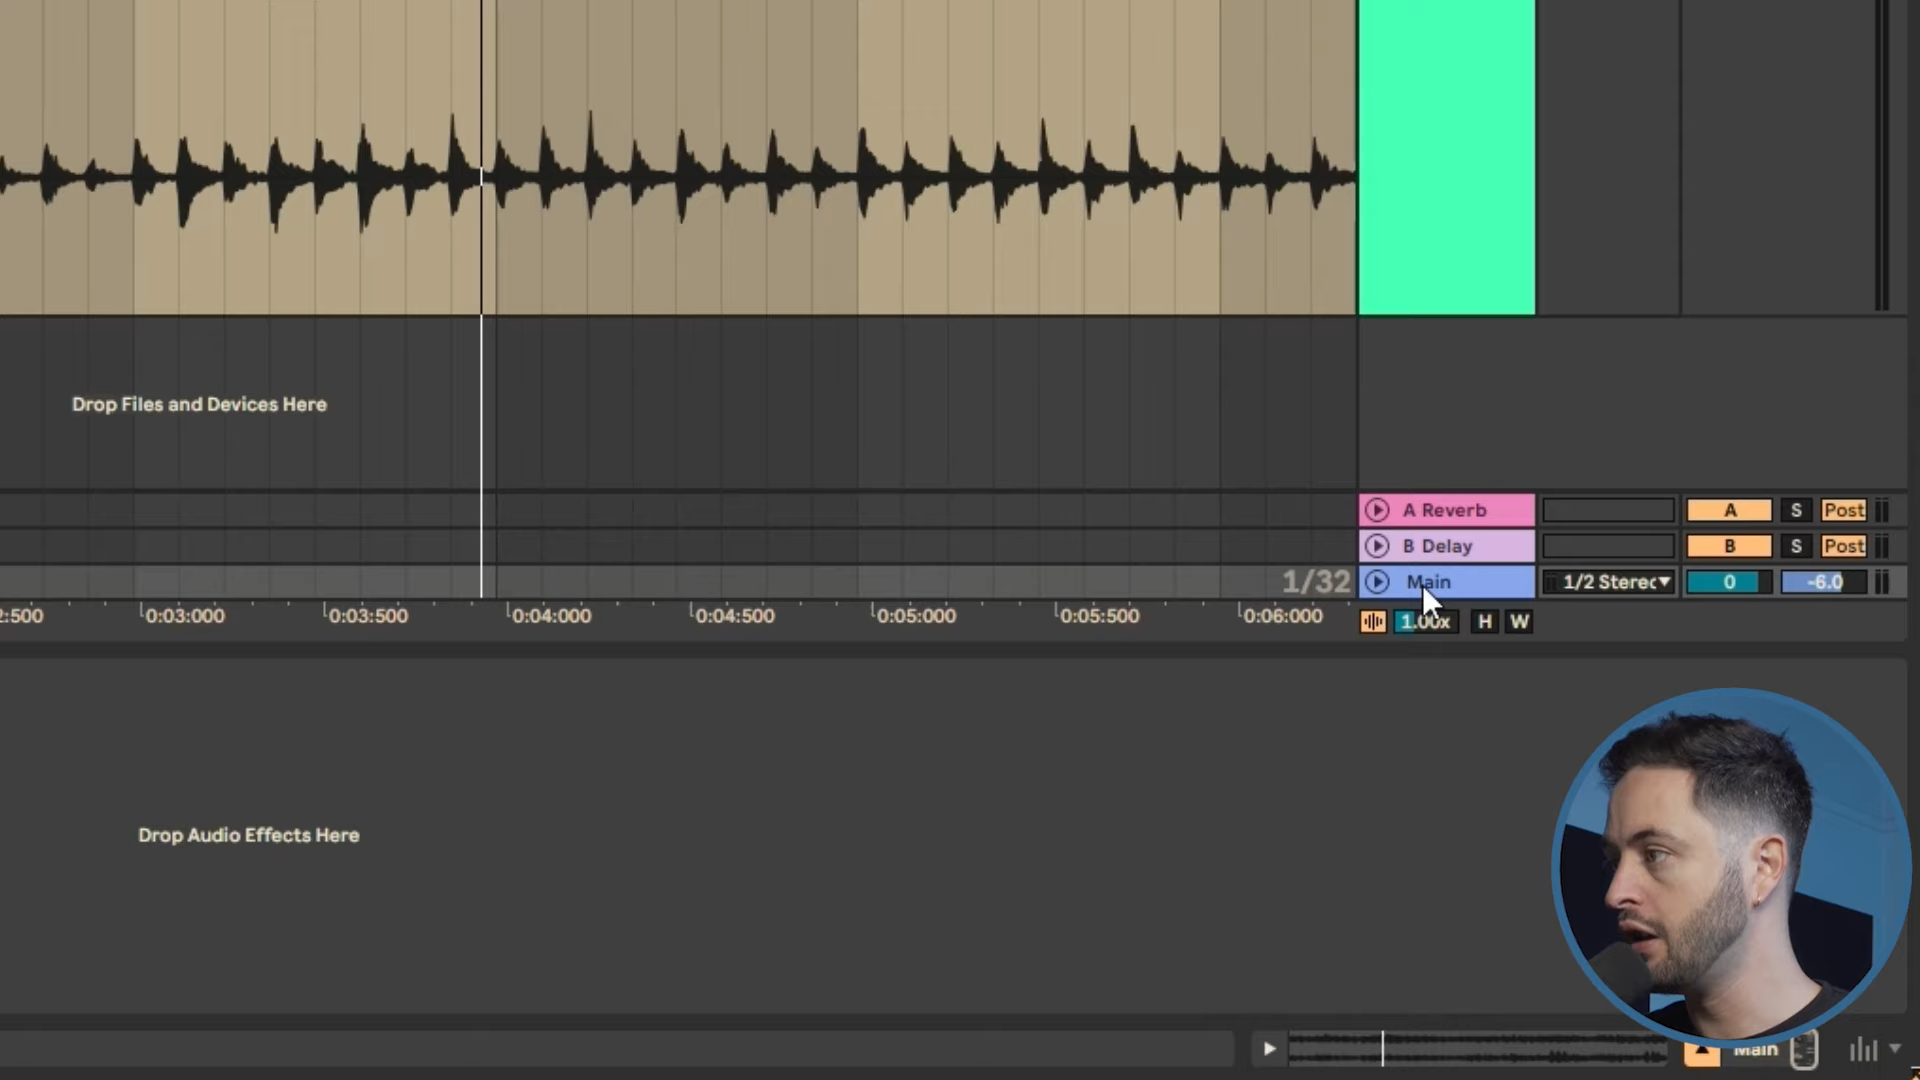 Drop Files and Devices Here
A Reverb
A
S
Post
B Delay
B
S
Post
1/32
Main
1/2 Stereo
0
-6.0
2:500
0:03:000
0:03:500
0:04:000
0:04:500
0:05:000
0:05:500
0:06:000
1.00x
H
W
Drop Audio Effects Here
Main